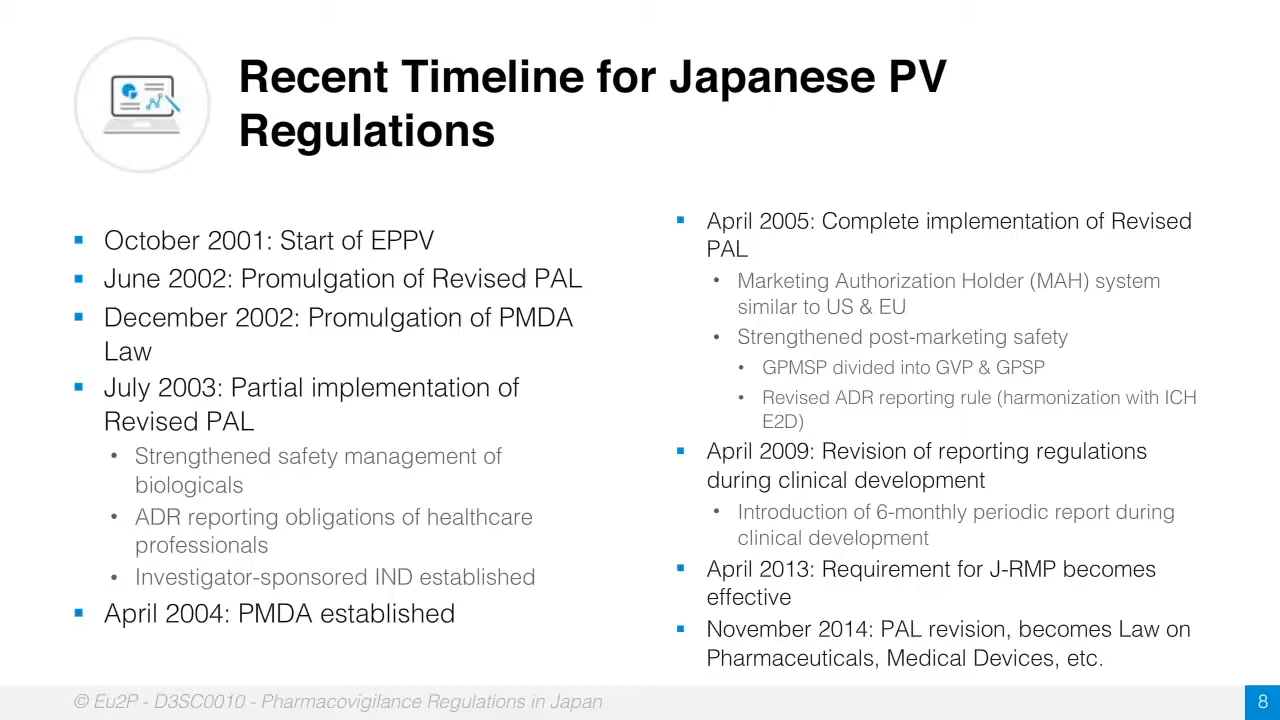 Recent Timeline for Japanese PV
Regulations
▪ October 2001: Start of EPPV
▪ June 2002: Promulgation of Revised PAL
▪ December 2002: Promulgation of PMDA
Law
▪ July 2003: Partial implementation of
Revised PAL
• Strengthened safety management of
biologicals
• ADR reporting obligations of healthcare
professionals
• Investigator-sponsored IND established
▪ April 2004: PMDA established
▪ April 2005: Complete implementation of Revised
PAL
• Marketing Authorization Holder (MAH) system
similar to US & EU
• Strengthened post-marketing safety
• GPMSP divided into GVP & GPSP
• Revised ADR reporting rule (harmonization with ICH
E2D)
▪ April 2009: Revision of reporting regulations
during clinical development
• Introduction of 6-monthly periodic report during
clinical development
▪ April 2013: Requirement for J-RMP becomes
effective
▪ November 2014: PAL revision, becomes Law on
Pharmaceuticals, Medical Devices, etc.
© Eu2P - D3SC0010 - Pharmacovigilance Regulations in Japan
8